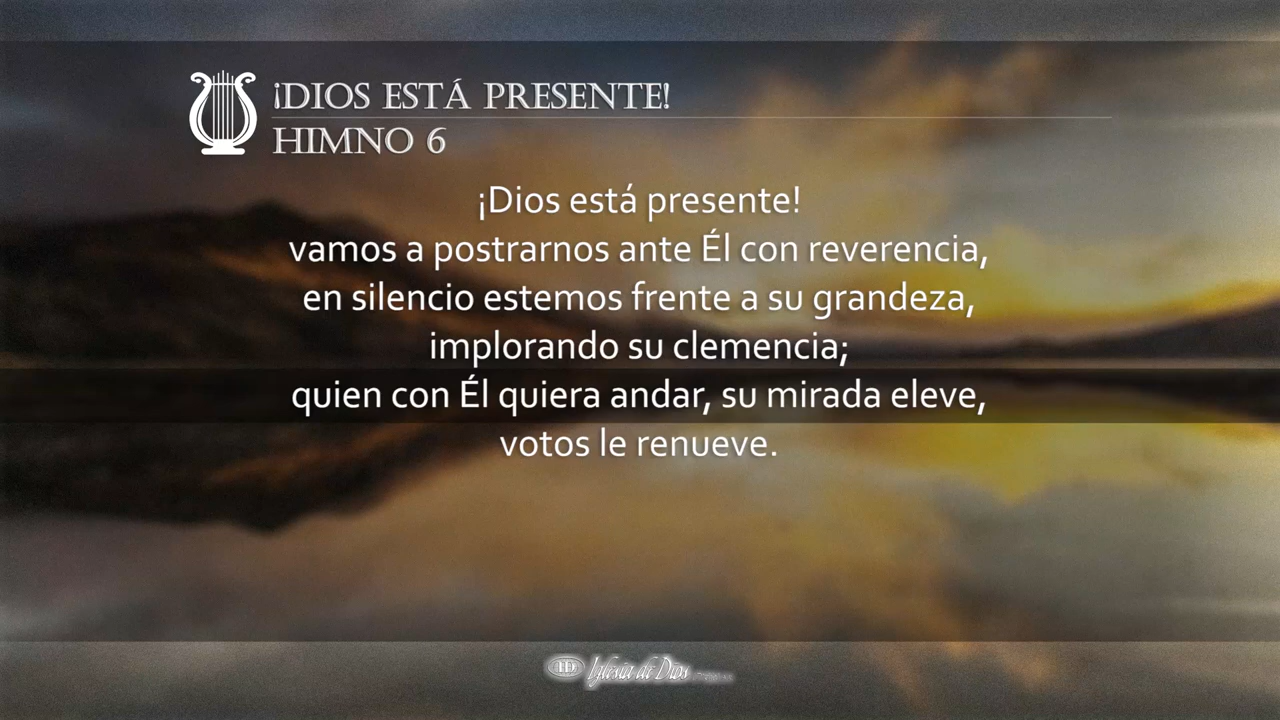 ¡DIOS ESTÁ PRESENTE!
HIMNO 6
¡Dios está presente!
vamos a postrarnos ante Él con reverencia,
en silencio estemos frente a su grandeza,
implorando su clemencia;
quien con Él quiera andar, su mirada eleve,
votos le renueve.
Iglesia de Dios